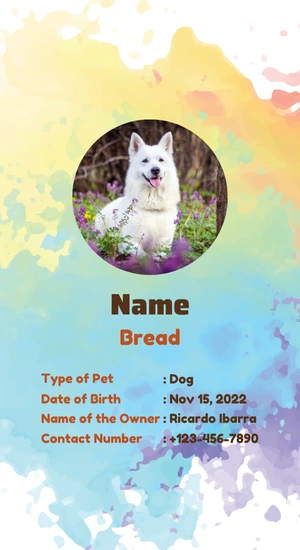 Name
Bread
Type of Pet : Dog
Date of Birth : Nov 15, 2022
Name of the Owner : Ricardo Ibarra
Contact Number : +123-456-7890